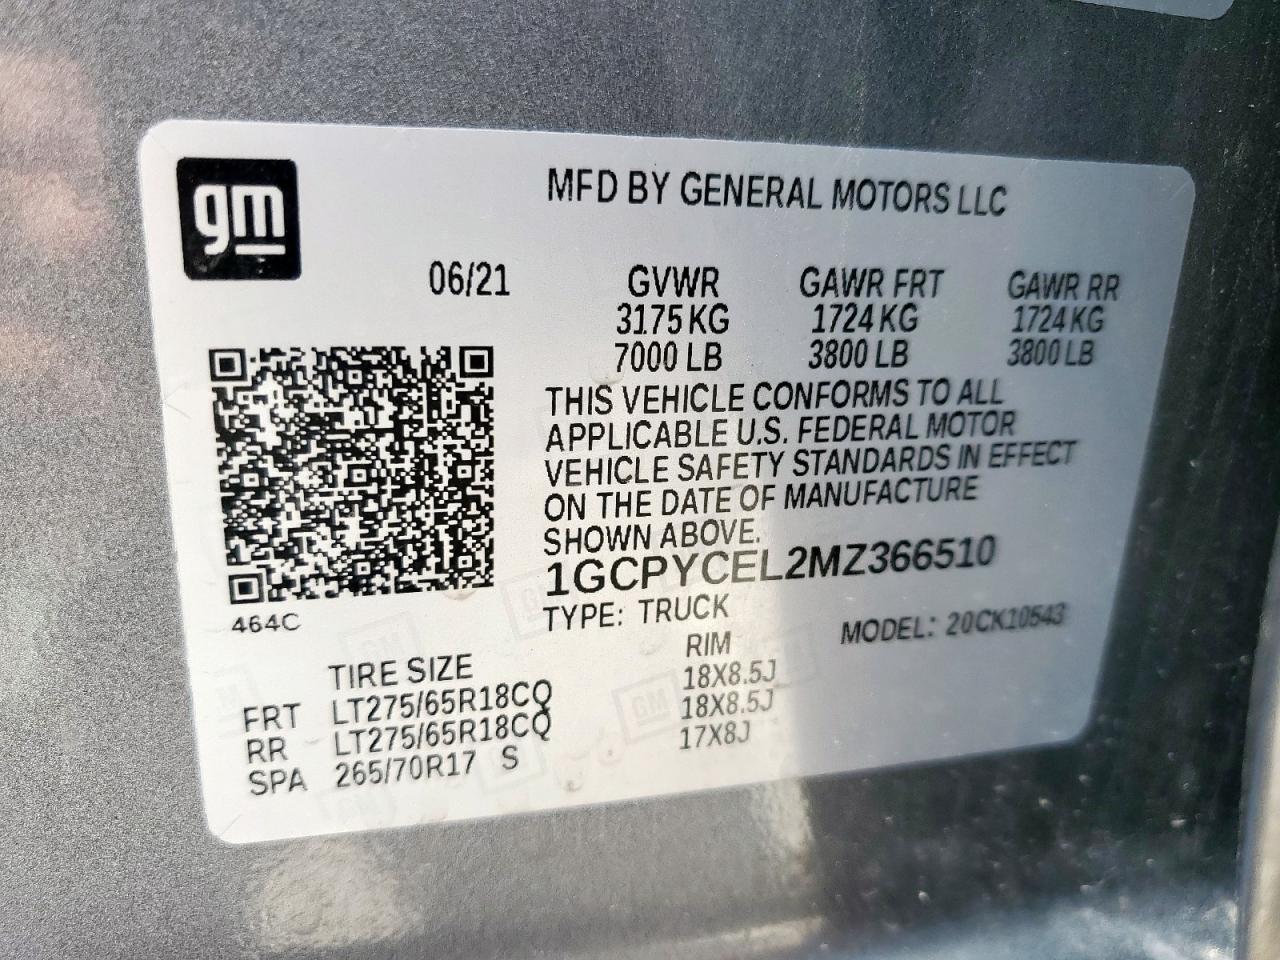 gm
MFD BY GENERAL MOTORS LLC
06/21 GVWR GAWR FRT GAWR RR
3175 KG 1724 KG 1724 KG
7000 LB 3800 LB 3800 LB
THIS VEHICLE CONFORMS TO ALL
APPLICABLE U.S. FEDERAL MOTOR
VEHICLE SAFETY STANDARDS IN EFFECT
ON THE DATE OF MANUFACTURE
SHOWN ABOVE.
1GCPYCEL2MZ366510
464C
TYPE: TRUCK MODEL: 20CK10543
TIRE SIZE RIM
FRT LT275/65R18CQ 18X8.5J
RR LT275/65R18CQ 18X8.5J
SPA 265/70R17 S 17X8J